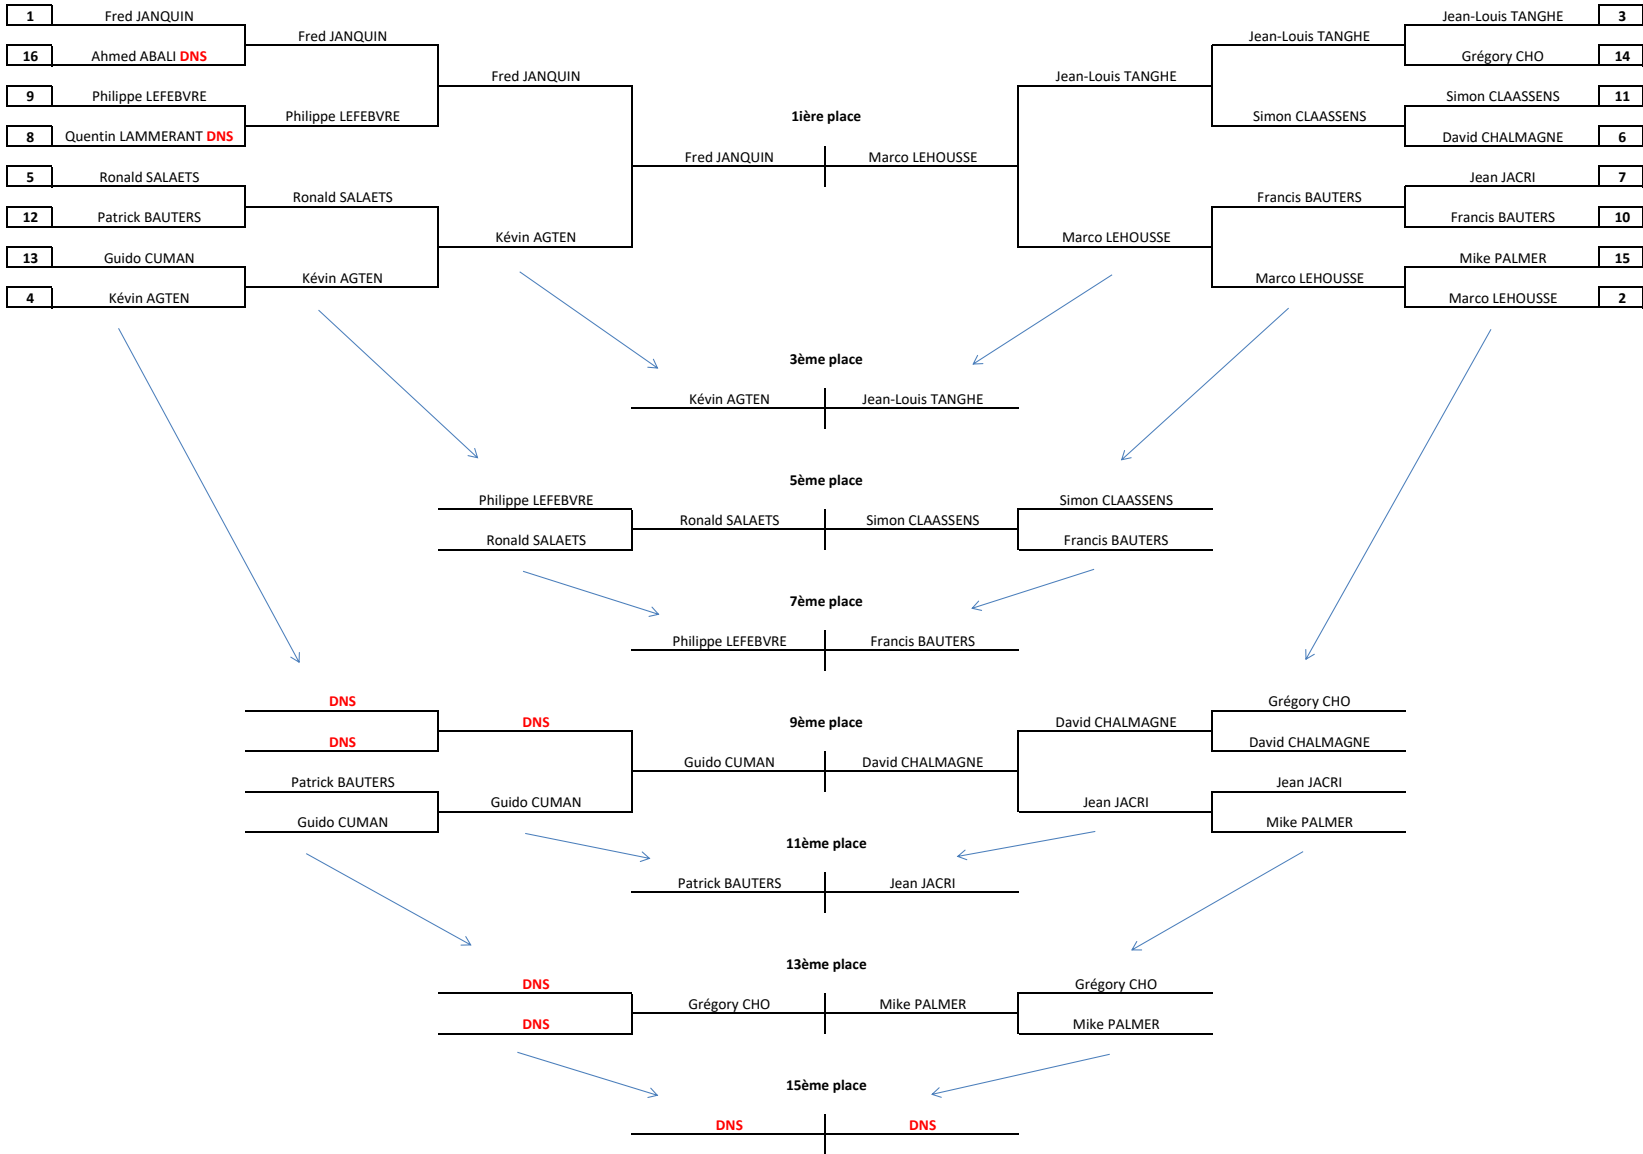 1 Fred JANQUIN
Jean-Louis TANGHE 3
Fred JANQUIN
Jean-Louis TANGHE
16 Ahmed ABALI DNS
Grégory CHO 14
Fred JANQUIN
Jean-Louis TANGHE
9 Philippe LEFEBVRE
Simon CLAASSENS 11
Philippe LEFEBVRE
1ière place
Simon CLAASSENS
8 Quentin LAMMERANT DNS
David CHALMAGNE 6
Fred JANQUIN
Marco LEHOUSSE
5 Ronald SALAETS
Jean JACRI 7
Ronald SALAETS
Francis BAUTERS
12 Patrick BAUTERS
Francis BAUTERS 10
Kévin AGTEN
Marco LEHOUSSE
13 Guido CUMAN
Mike PALMER 15
Kévin AGTEN
Marco LEHOUSSE
4 Kévin AGTEN
Marco LEHOUSSE 2
3ème place
Kévin AGTEN
Jean-Louis TANGHE
5ème place
Philippe LEFEBVRE
Simon CLAASSENS
Ronald SALAETS
Simon CLAASSENS
Ronald SALAETS
Francis BAUTERS
7ème place
Philippe LEFEBVRE
Francis BAUTERS
DNS
Grégory CHO
DNS
9ème place
David CHALMAGNE
DNS
David CHALMAGNE
Guido CUMAN
David CHALMAGNE
Patrick BAUTERS
Jean JACRI
Guido CUMAN
Jean JACRI
Guido CUMAN
Mike PALMER
11ème place
Patrick BAUTERS
Jean JACRI
13ème place
DNS
Grégory CHO
Grégory CHO
Mike PALMER
DNS
Mike PALMER
15ème place
DNS
DNS